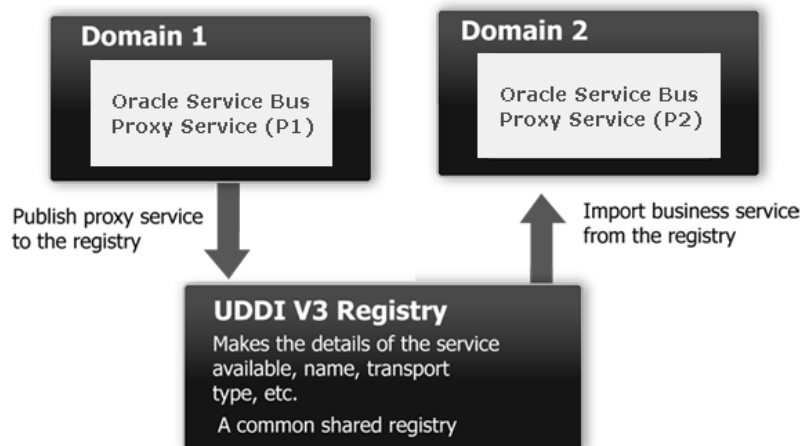 Domain 1
Oracle Service Bus
Proxy Service (P1)
Domain 2
Oracle Service Bus
Proxy Service (P2)
Publish proxy service
to the registry
Import business service
from the registry
UDDI V3 Registry
Makes the details of the service
available, name, transport
type, etc.
A common shared registry